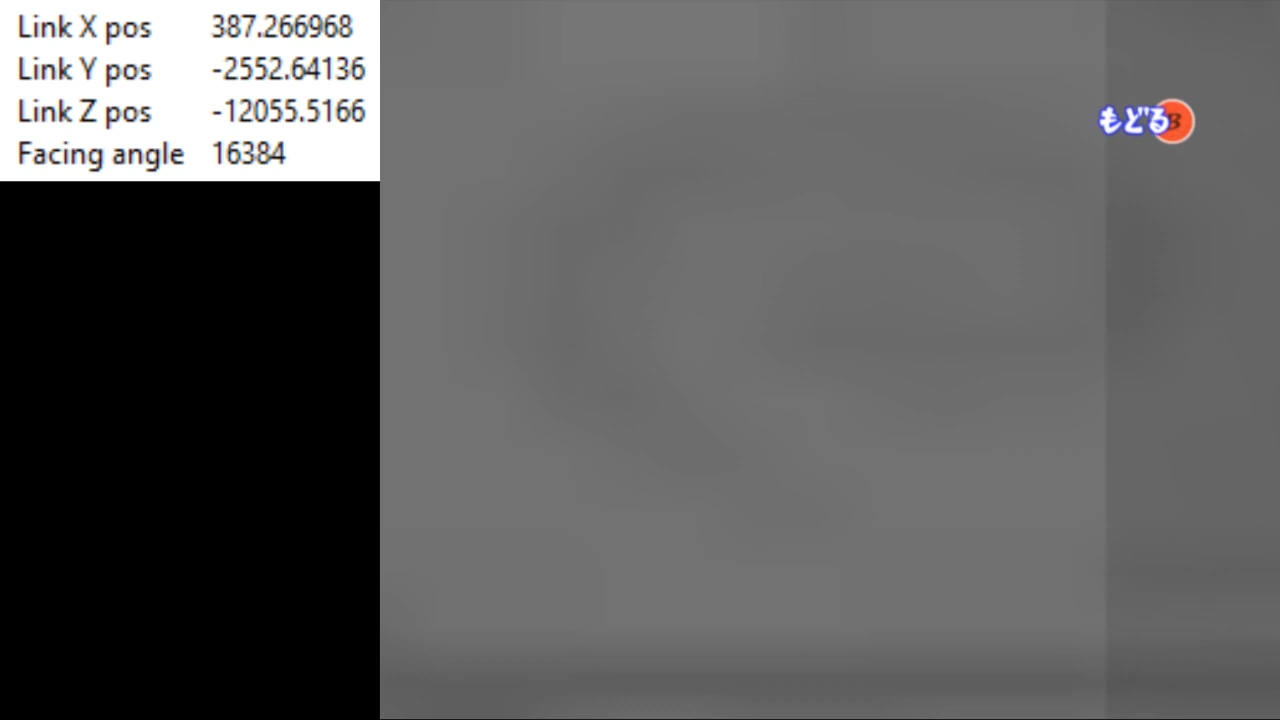 Link X pos 387.266968
Link Y pos -2552.64136
Link Z pos -12055.5166
Facing angle 16384
もどる B